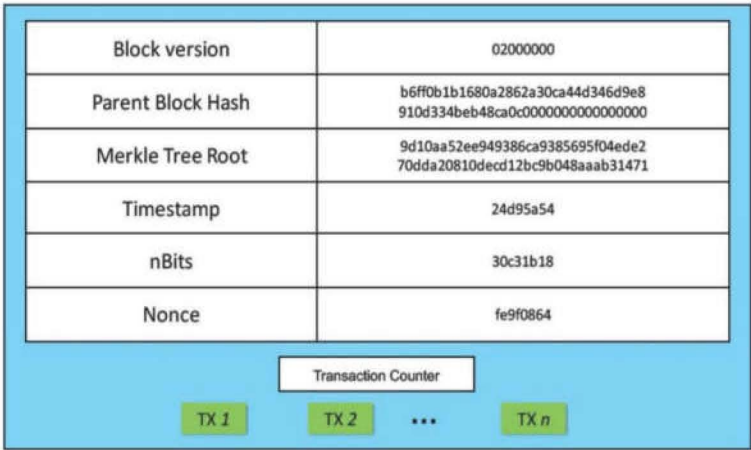 Block version 02000000
Parent Block Hash b6ff0b1b1680a2862a30ca44d346d9e8
910d334beb48ca0c0000000000000000
Merkle Tree Root 9d10aa52ee949386ca9385695f04ede2
70dda20810decd12bc9b048aaab31471
Timestamp 24d95a54
nBits 30c31b18
Nonce fe9f0864
Transaction Counter
TX 1 TX 2 ... TX n